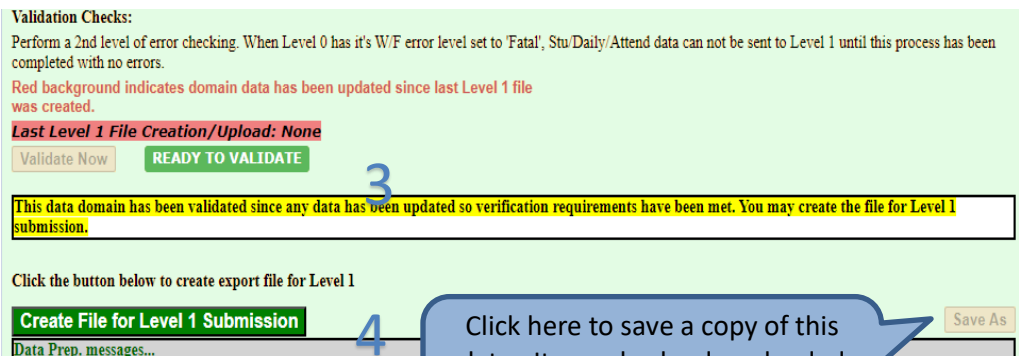 Validation Checks:
Perform a 2nd level of error checking. When Level 0 has it's W/F error level set to 'Fatal', Stu/Daily/Attend data can not be sent to Level 1 until this process has been
completed with no errors.
Red background indicates domain data has been updated since last Level 1 file
was created.
Last Level 1 File Creation/Upload: None
Validate Now READY TO VALIDATE
3
This data domain has been validated since any data has been updated so verification requirements have been met. You may create the file for Level 1
submission.
Click the button below to create export file for Level 1
Create File for Level 1 Submission
4
Click here to save a copy of this
Save As
Data Prep. messages...